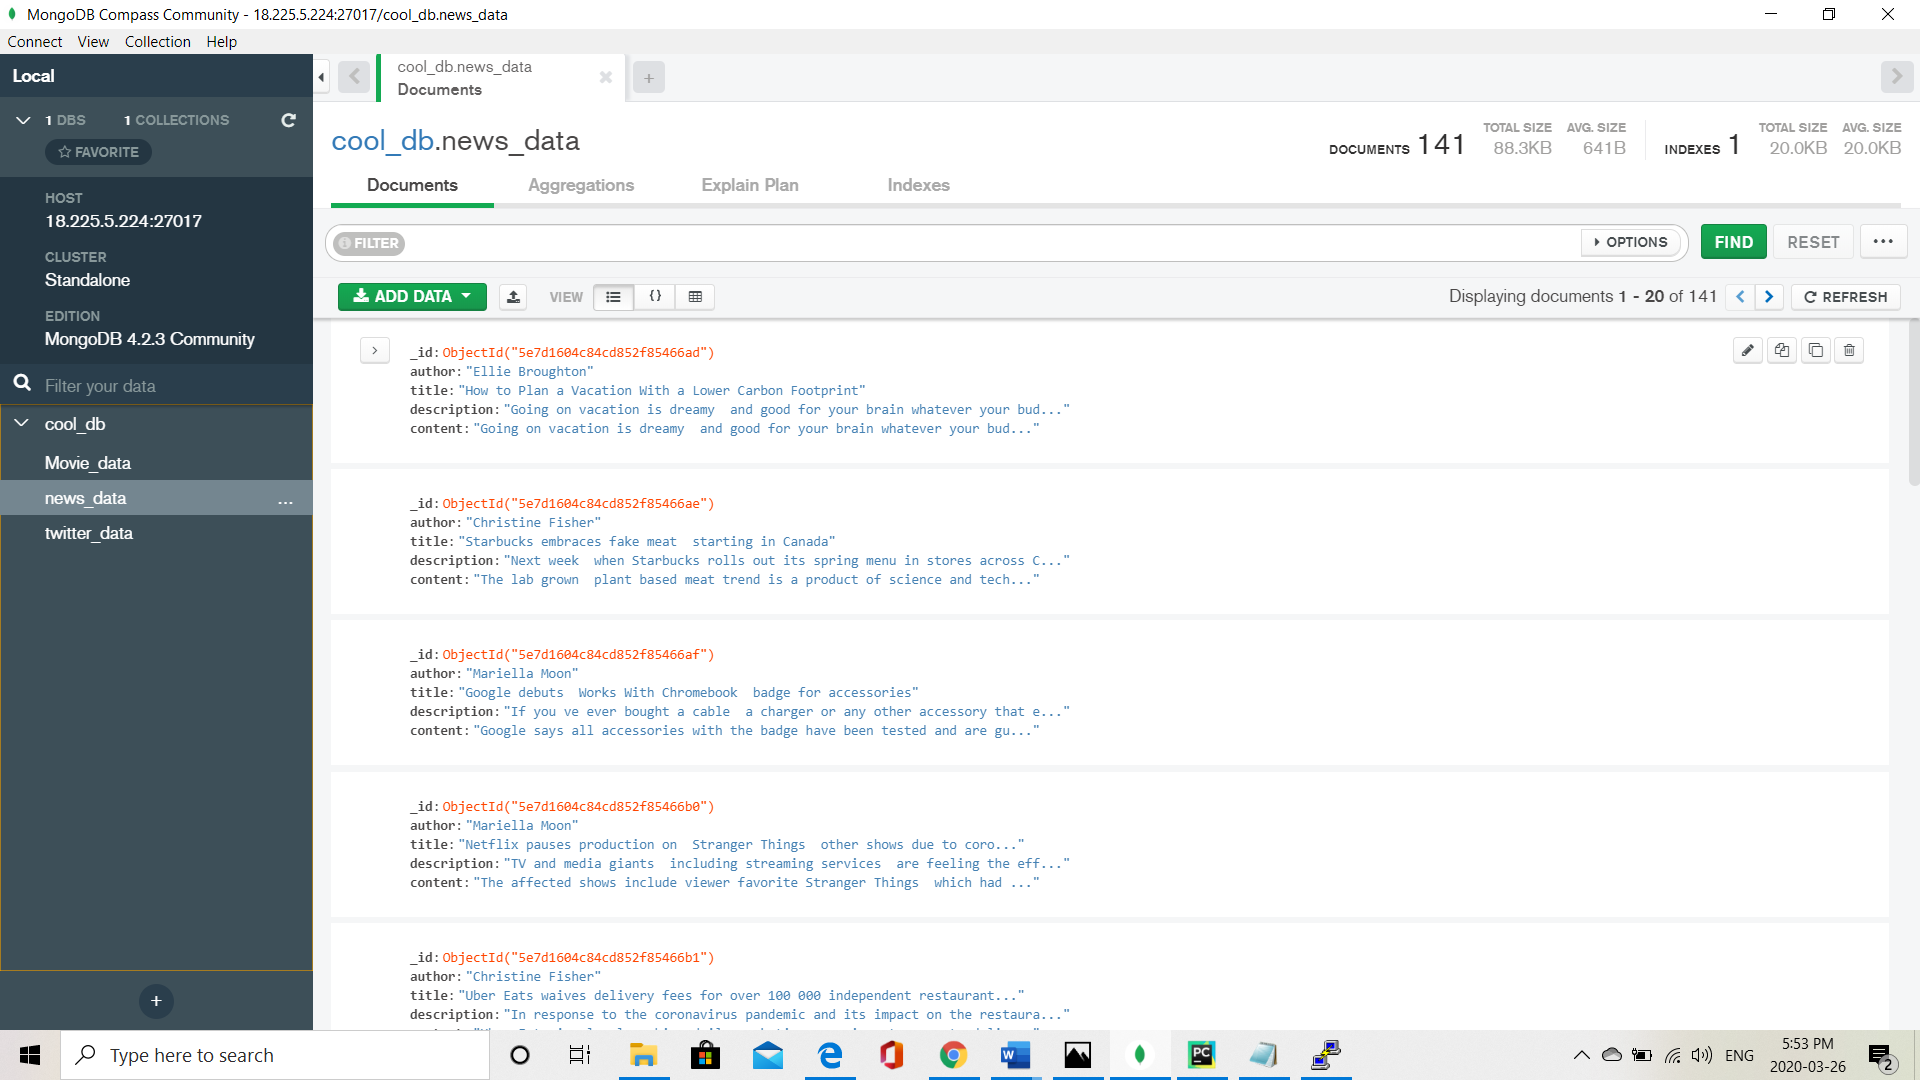 MongoDB Compass Community - 18.225.5.224:27017/cool_db.news_data
Connect View Collection Help
Local
1 DBS 1 COLLECTIONS
FAVORITE
HOST
18.225.5.224:27017
CLUSTER
Standalone
EDITION
MongoDB 4.2.3 Community
Filter your data
cool_db
Movie_data
news_data ...
twitter_data
+
cool_db.news_data
Documents
+
cool_db.news_data
DOCUMENTS 141 TOTAL SIZE 88.3KB AVG. SIZE 641B INDEXES 1 TOTAL SIZE 20.0KB AVG. SIZE 20.0KB
Documents Aggregations Explain Plan Indexes
FILTER OPTIONS FIND RESET ...
ADD DATA VIEW {} Displaying documents 1 - 20 of 141 REFRESH
_id: ObjectId("5e7d1604c84cd852f85466ad")
author: "Ellie Broughton"
title: "How to Plan a Vacation With a Lower Carbon Footprint"
description: "Going on vacation is dreamy  and good for your brain whatever your bud..."
content: "Going on vacation is dreamy  and good for your brain whatever your bud..."
_id: ObjectId("5e7d1604c84cd852f85466ae")
author: "Christine Fisher"
title: "Starbucks embraces fake meat  starting in Canada"
description: "Next week  when Starbucks rolls out its spring menu in stores across C..."
content: "The lab grown  plant based meat trend is a product of science and tech..."
_id: ObjectId("5e7d1604c84cd852f85466af")
author: "Mariella Moon"
title: "Google debuts  Works With Chromebook  badge for accessories"
description: "If you ve ever bought a cable  a charger or any other accessory that e..."
content: "Google says all accessories with the badge have been tested and are gu..."
_id: ObjectId("5e7d1604c84cd852f85466b0")
author: "Mariella Moon"
title: "Netflix pauses production on  Stranger Things  other shows due to coro..."
description: "TV and media giants  including streaming services  are feeling the eff..."
content: "The affected shows include viewer favorite Stranger Things  which had ..."
_id: ObjectId("5e7d1604c84cd852f85466b1")
author: "Christine Fisher"
title: "Uber Eats waives delivery fees for over 100 000 independent restaurant..."
description: "In response to the coronavirus pandemic and its impact on the restaura..."
Type here to search
ENG
5:53 PM
2020-03-26
2